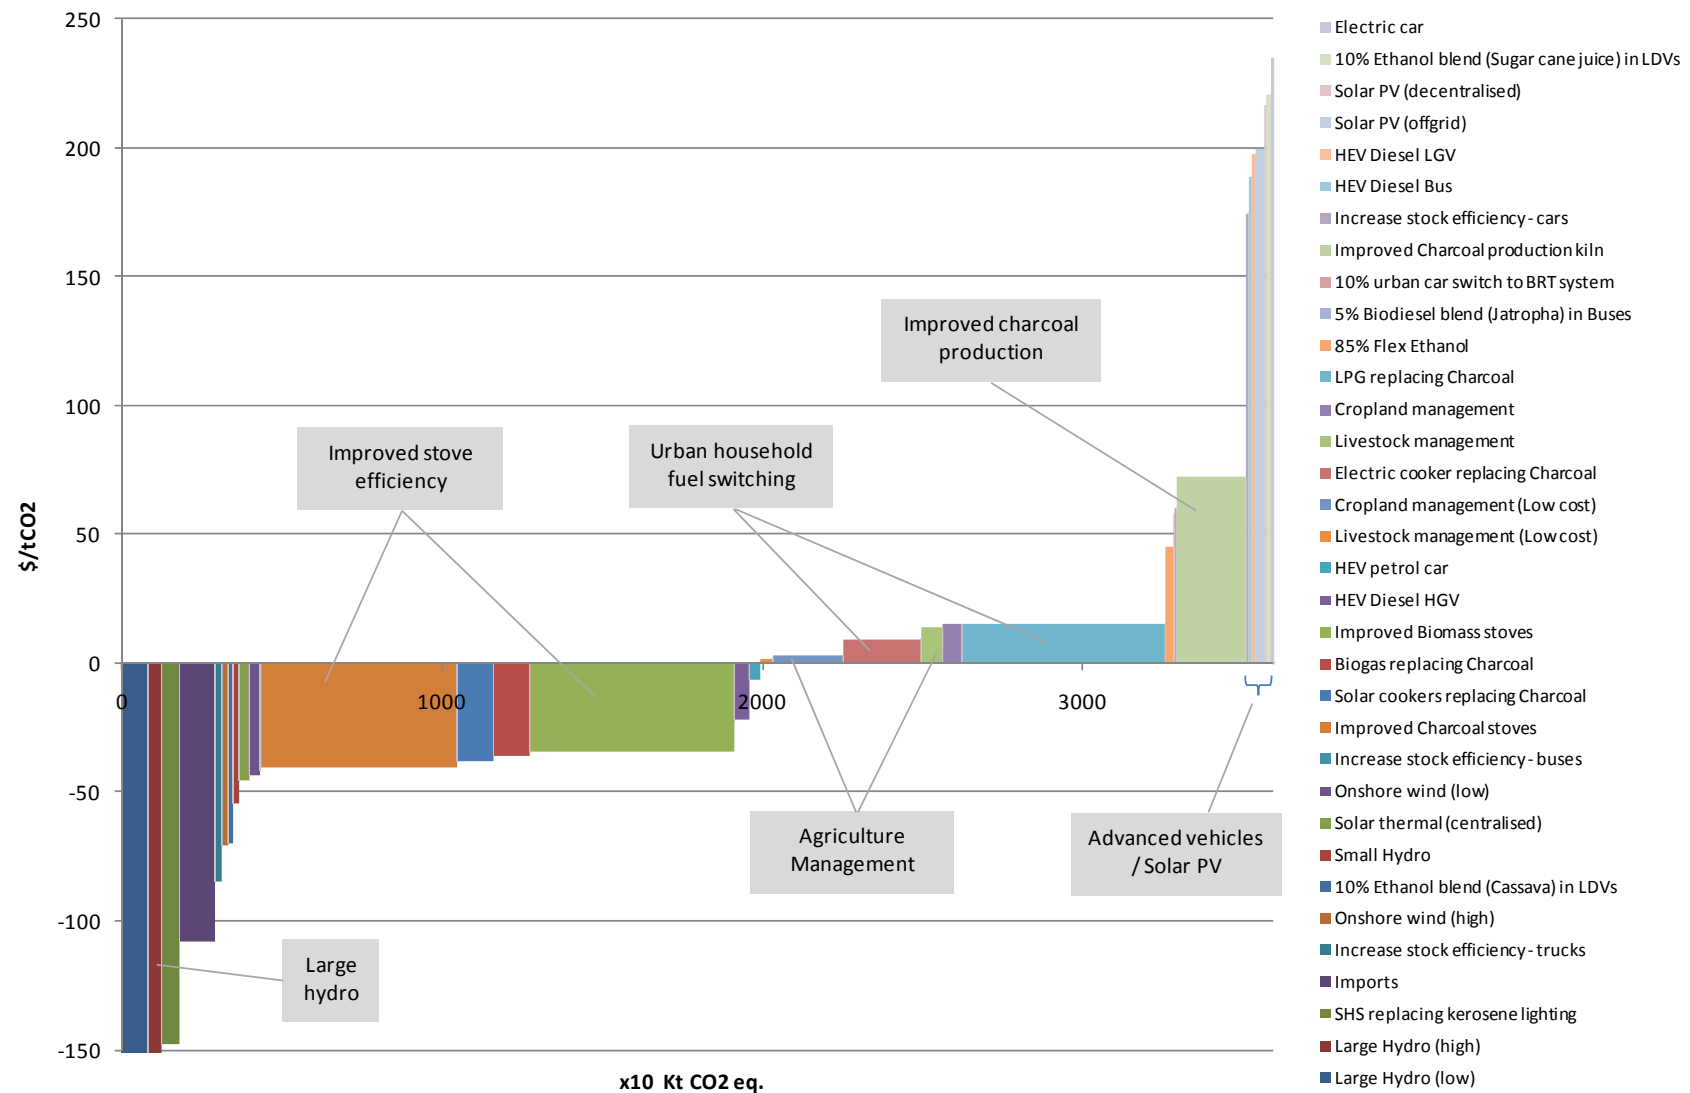 250
200
150
100
50
0
-50
-100
-150
$/tCO2
0
1000
2000
3000
x10 Kt CO2 eq.
Improved stove
efficiency
Urban household
fuel switching
Improved charcoal
production
Large
hydro
Agriculture
Management
Advanced vehicles
/ Solar PV
Electric car
10% Ethanol blend (Sugar cane juice) in LDVs
Solar PV (decentralised)
Solar PV (offgrid)
HEV Diesel LGV
HEV Diesel Bus
Increase stock efficiency - cars
Improved Charcoal production kiln
10% urban car switch to BRT system
5% Biodiesel blend (Jatropha) in Buses
85% Flex Ethanol
LPG replacing Charcoal
Cropland management
Livestock management
Electric cooker replacing Charcoal
Cropland management (Low cost)
Livestock management (Low cost)
HEV petrol car
HEV Diesel HGV
Improved Biomass stoves
Biogas replacing Charcoal
Solar cookers replacing Charcoal
Improved Charcoal stoves
Increase stock efficiency - buses
Onshore wind (low)
Solar thermal (centralised)
Small Hydro
10% Ethanol blend (Cassava) in LDVs
Onshore wind (high)
Increase stock efficiency - trucks
Imports
SHS replacing kerosene lighting
Large Hydro (high)
Large Hydro (low)